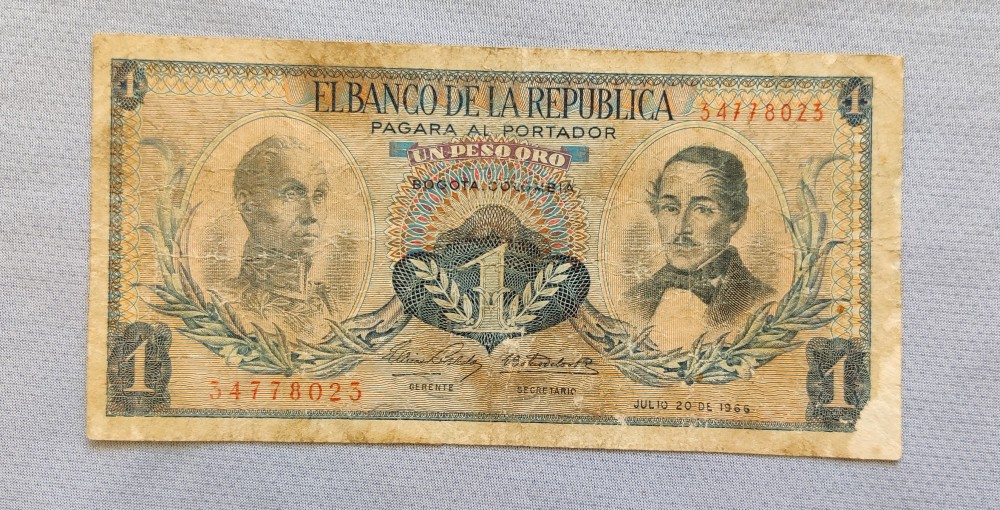 1
EL BANCO DE LA REPUBLICA
34778023
1
PAGARA AL PORTADOR
UN PESO ORO
BOGOTA, COLOMBIA
1
1
34778023
GERENTE
SECRETARIO
JULIO 20 DE 1966
1